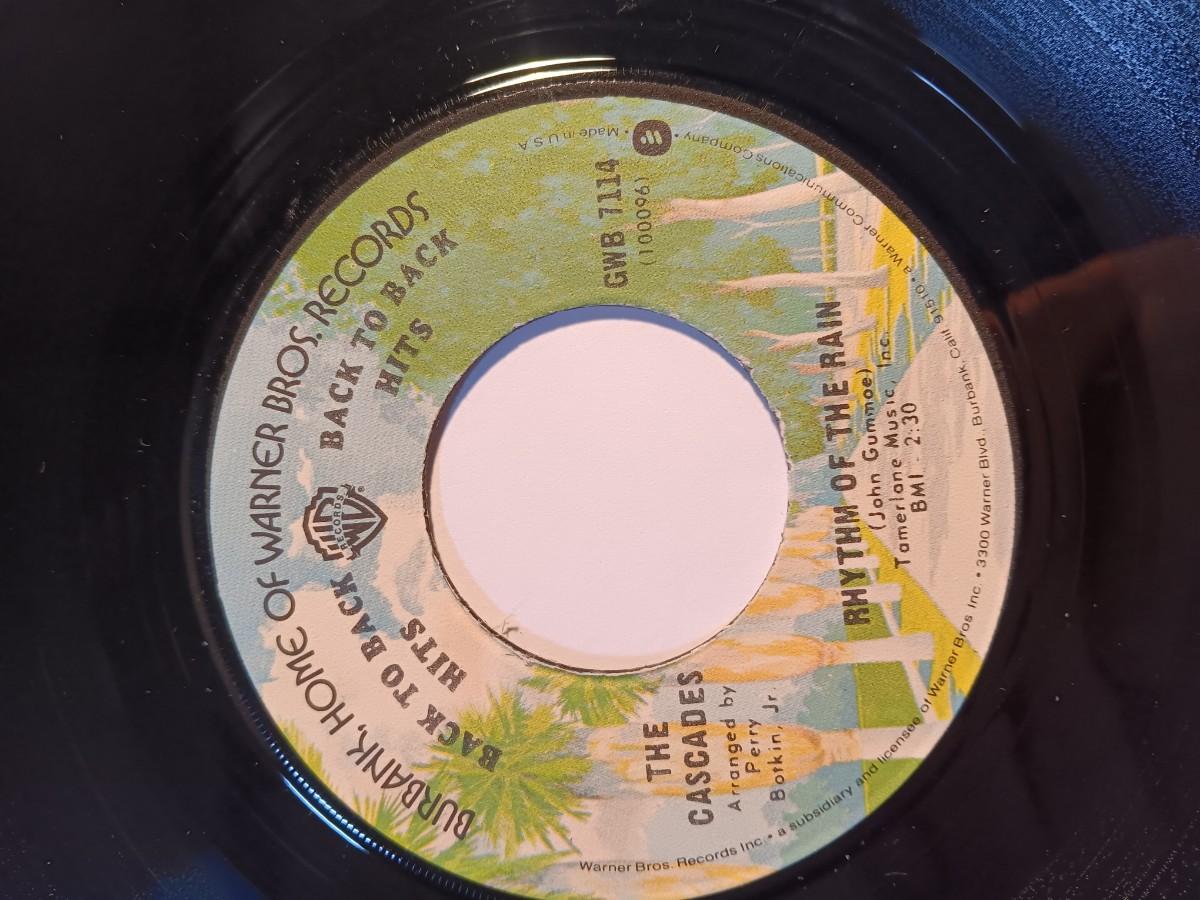 BURBANK, HOME OF WARNER BROS. RECORDS
BACK TO BACK
HITS
RECORDS
®
BACK TO BACK
HITS
THE
CASCADES
Arranged by
Perry
Botkin, Jr.
GWB 7114
(100096)
RHYTHM OF THE RAIN
(John Gummoe)
Tamerlane Music, Inc.
BMI - 2:30
Warner Bros. Records Inc. • a subsidiary and licensee of Warner Bros Inc. • 3300 Warner Blvd., Burbank, Calif 91510 • a Warner Communications Company • Made in U.S.A